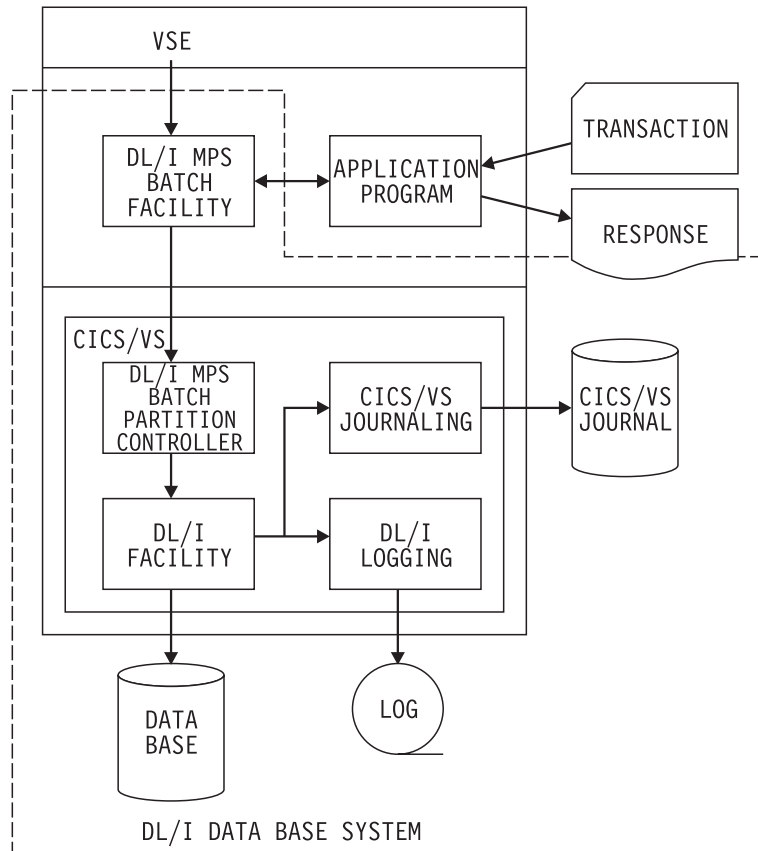 VSE
DL/I MPS
BATCH
FACILITY
APPLICATION
PROGRAM
TRANSACTION
RESPONSE
CICS/VS
DL/I MPS
BATCH
PARTITION
CONTROLLER
CICS/VS
JOURNALING
CICS/VS
JOURNAL
DL/I
FACILITY
DL/I
LOGGING
DATA
BASE
LOG
DL/I DATA BASE SYSTEM